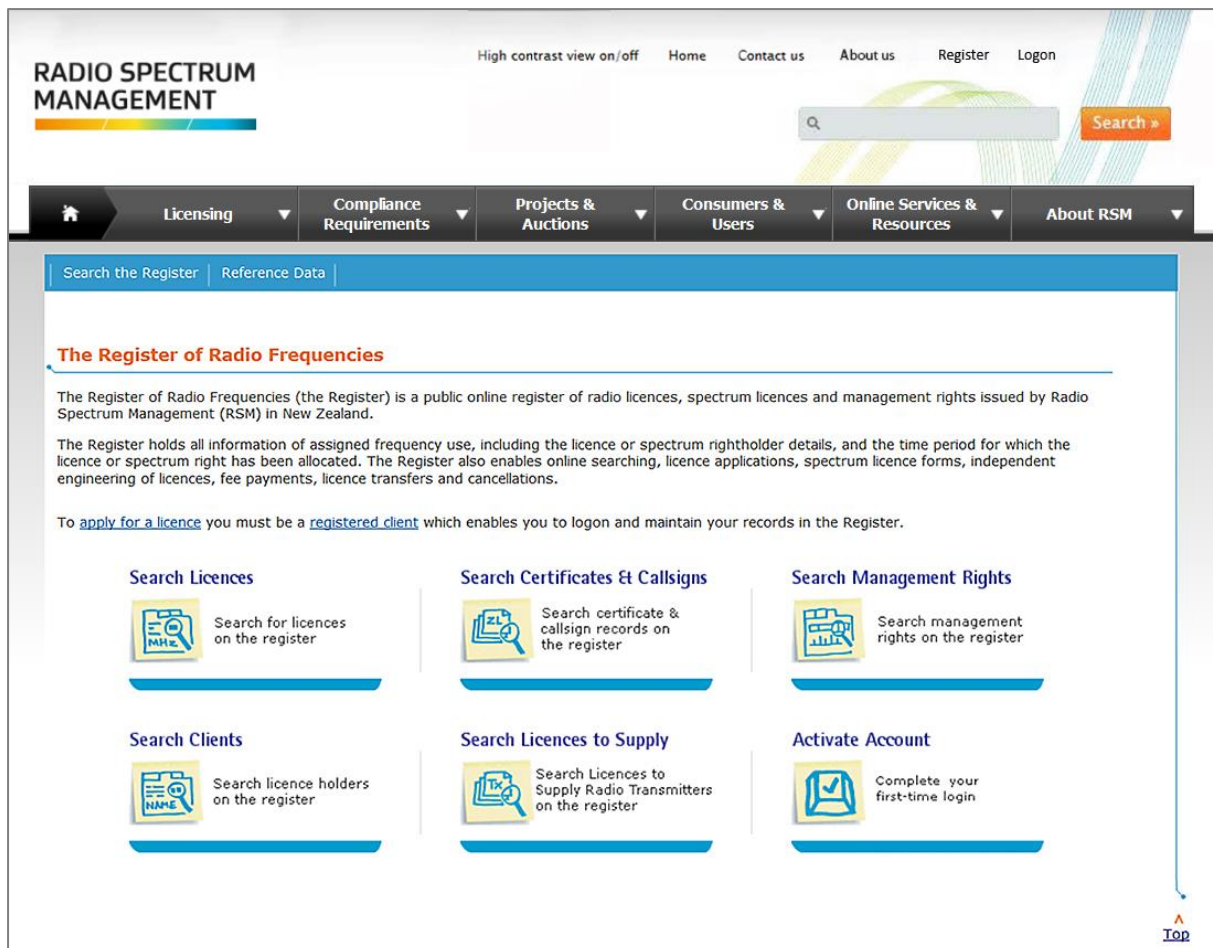 RADIO SPECTRUM
MANAGEMENT
High contrast view on/off Home Contact us About us Register Logon
Search »
Licensing
Compliance
Requirements
Projects &
Auctions
Consumers &
Users
Online Services &
Resources
About RSM
Search the Register Reference Data
The Register of Radio Frequencies
The Register of Radio Frequencies (the Register) is a public online register of radio licences, spectrum licences and management rights issued by Radio
Spectrum Management (RSM) in New Zealand.
The Register holds all information of assigned frequency use, including the licence or spectrum rightholder details, and the time period for which the
licence or spectrum right has been allocated. The Register also enables online searching, licence applications, spectrum licence forms, independent
engineering of licences, fee payments, licence transfers and cancellations.
To apply for a licence you must be a registered client which enables you to logon and maintain your records in the Register.
Search Licences
MHz
Search for licences
on the register
Search Certificates & Callsigns
ZL
Search certificate &
callsign records on
the register
Search Management Rights
Search management
rights on the register
Search Clients
NAME
Search licence holders
on the register
Search Licences to Supply
Tx
Search Licences to
Supply Radio Transmitters
on the register
Activate Account
Complete your
first-time login
Top